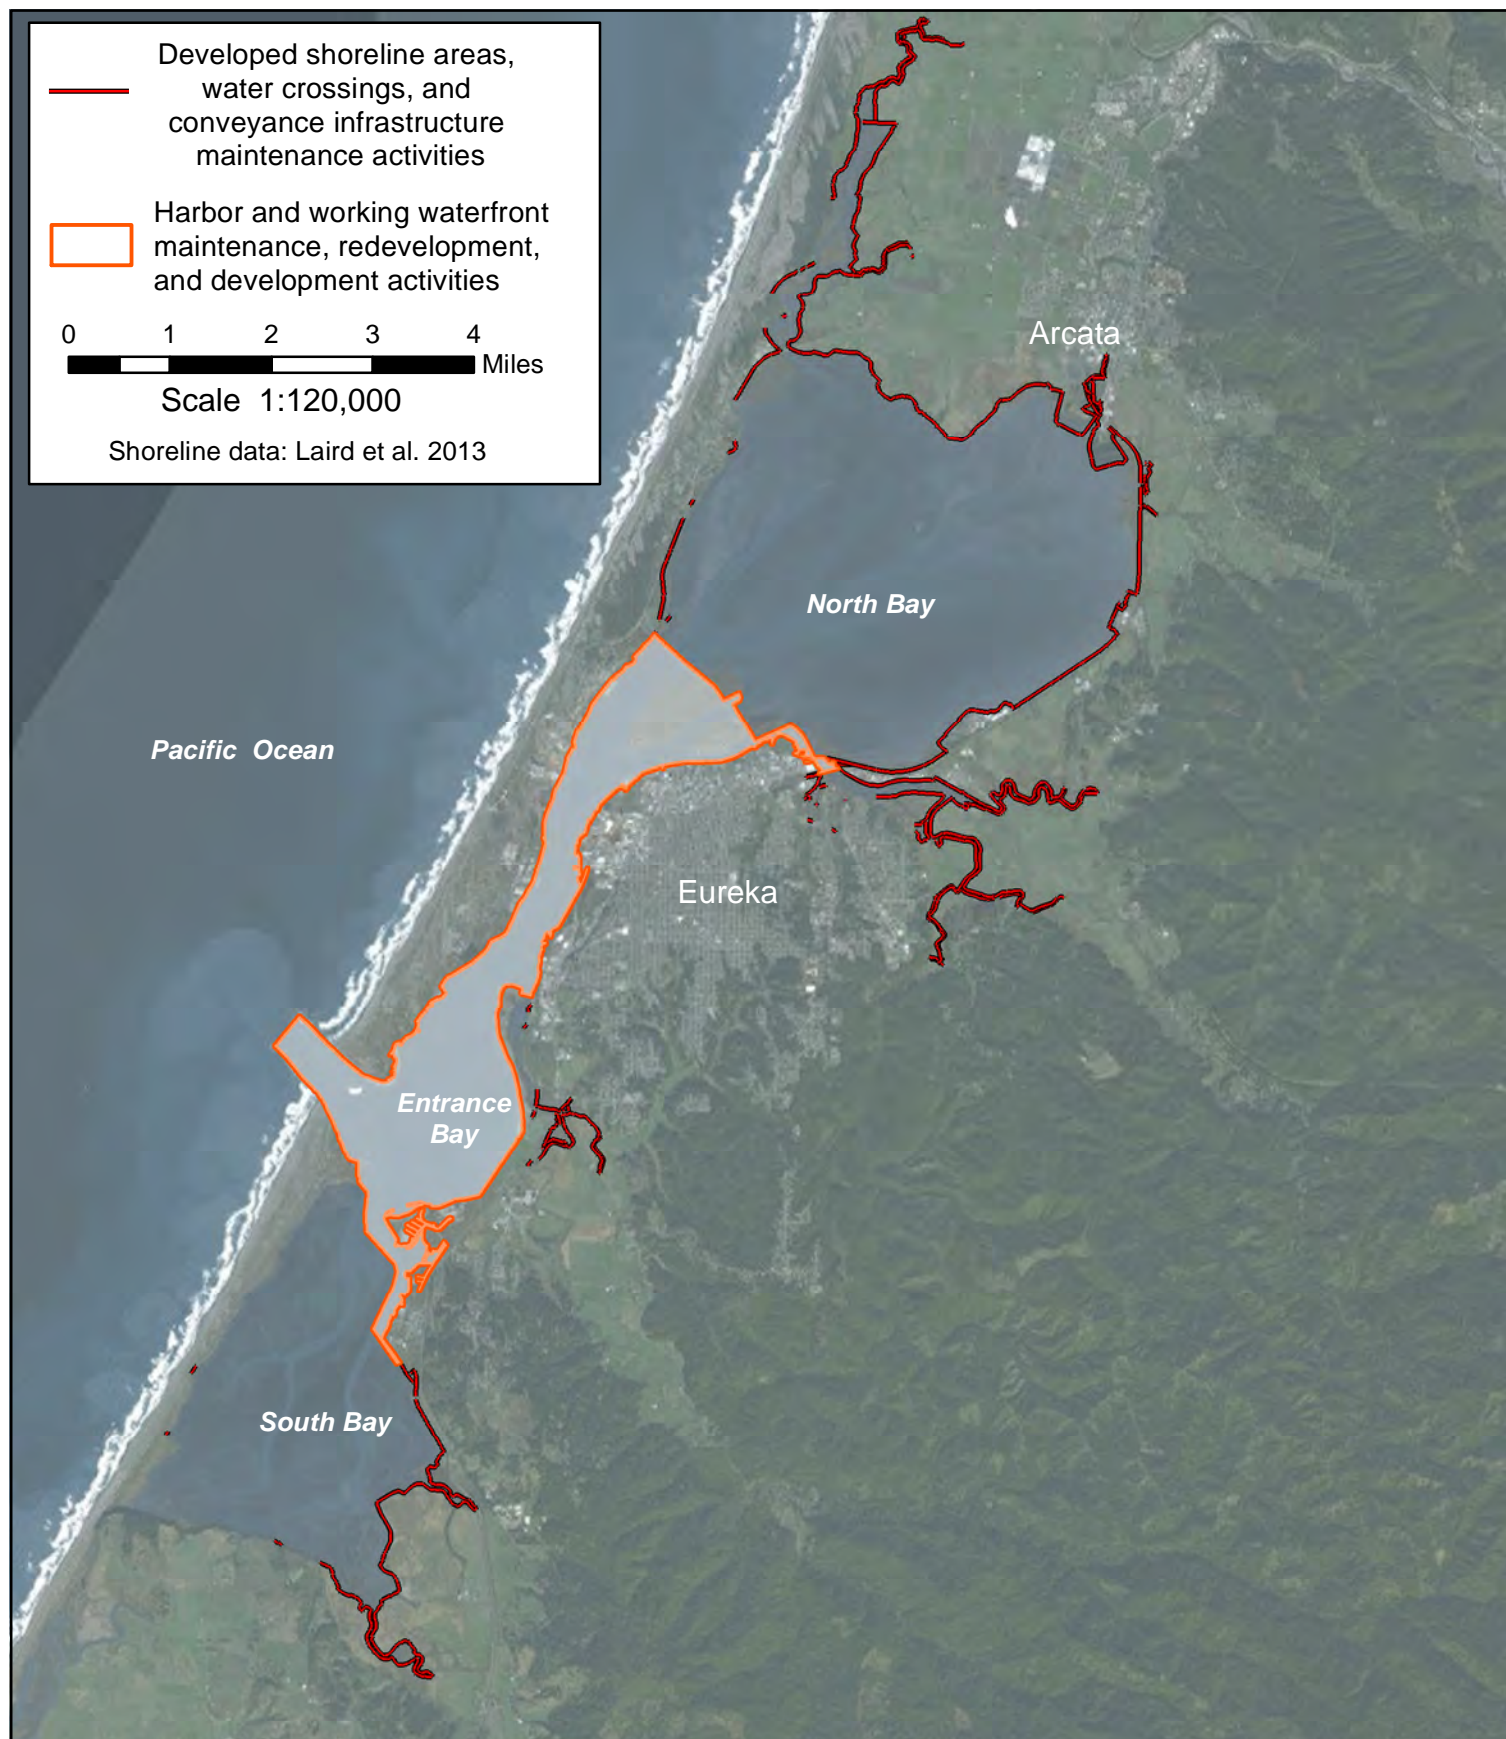 Developed shoreline areas,
water crossings, and
conveyance infrastructure
maintenance activities
Harbor and working waterfront
maintenance, redevelopment,
and development activities
0 1 2 3 4
Miles
Scale 1:120,000
Shoreline data: Laird et al. 2013
Arcata
North Bay
Pacific Ocean
Eureka
Entrance
Bay
South Bay